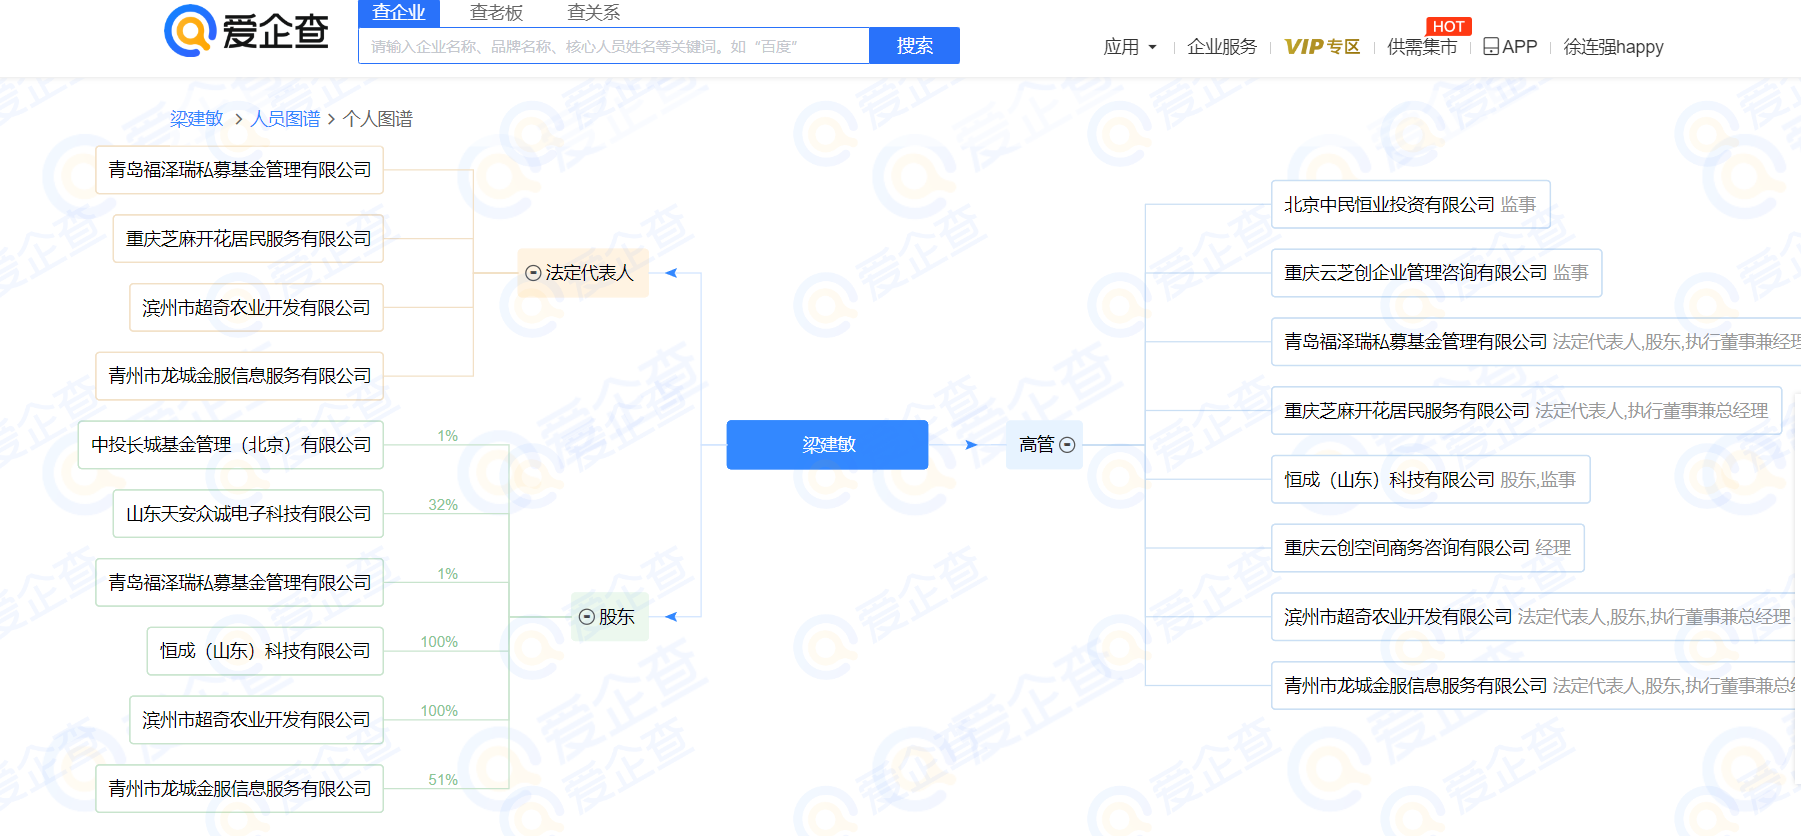 爱企查
查企业 查老板 查关系
请输入企业名称、品牌名称、核心人员姓名等关键词。如“百度” 搜索
应用 企业服务 VIP专区 供需集市 HOT APP 徐连强happy
梁建敏 > 人员图谱 > 个人图谱
青岛福泽瑞私募基金管理有限公司
重庆芝麻开花居民服务有限公司
滨州市超奇农业开发有限公司
青州市龙城金服信息服务有限公司
法定代表人
中投长城基金管理（北京）有限公司 1%
山东天安众诚电子科技有限公司 32%
青岛福泽瑞私募基金管理有限公司 1%
恒成（山东）科技有限公司 100%
滨州市超奇农业开发有限公司 100%
青州市龙城金服信息服务有限公司 51%
股东
梁建敏
高管
北京中民恒业投资有限公司 监事
重庆云芝创企业管理咨询有限公司 监事
青岛福泽瑞私募基金管理有限公司 法定代表人,股东,执行董事兼经理
重庆芝麻开花居民服务有限公司 法定代表人,执行董事兼总经理
恒成（山东）科技有限公司 股东,监事
重庆云创空间商务咨询有限公司 经理
滨州市超奇农业开发有限公司 法定代表人,股东,执行董事兼总经理
青州市龙城金服信息服务有限公司 法定代表人,股东,执行董事兼总